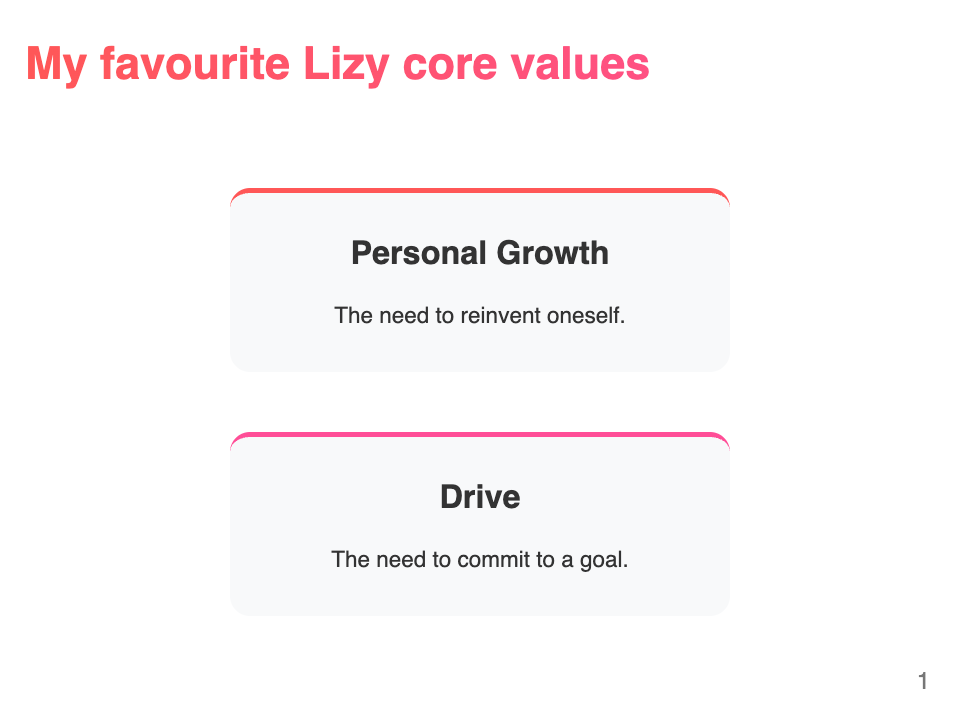 My favourite Lizy core values
Personal Growth
The need to reinvent oneself.
Drive
The need to commit to a goal.
1